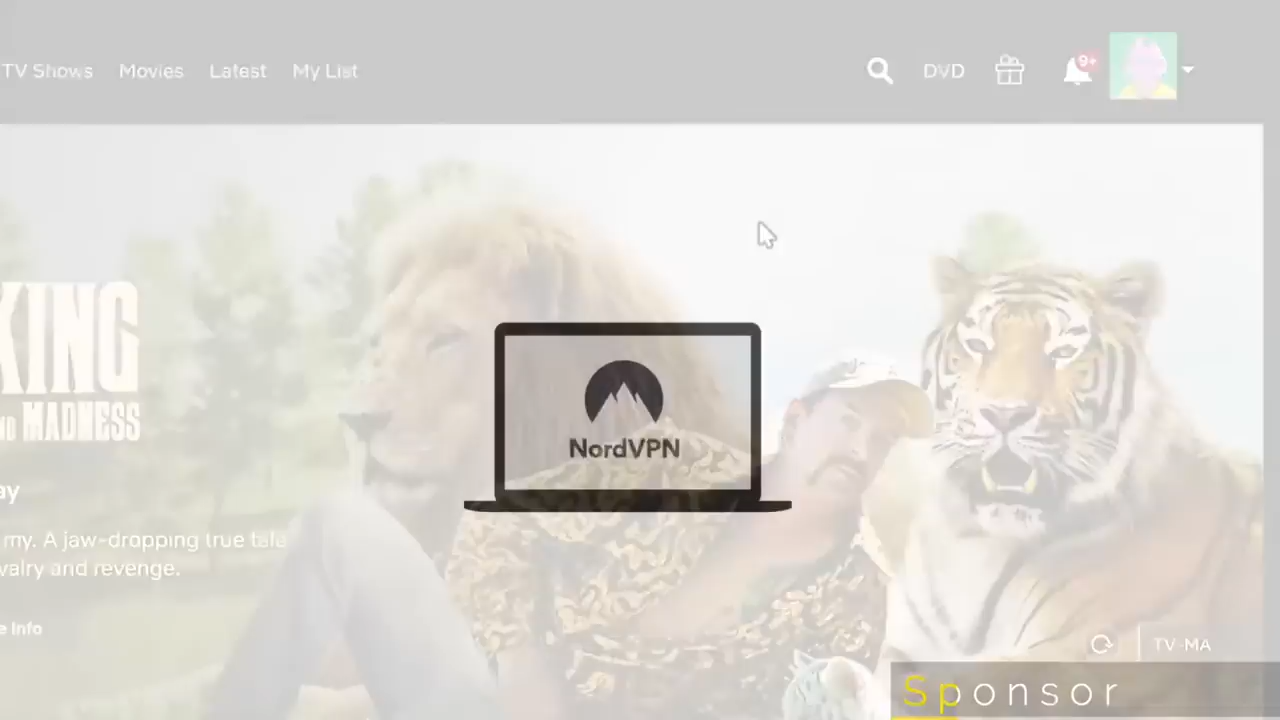 TV Shows Movies Latest My List DVD 9+
KING
ND MADNESS
ay
my. A jaw-dropping true tale
valry and revenge.
e Info
NordVPN
TV-MA
Sponsor